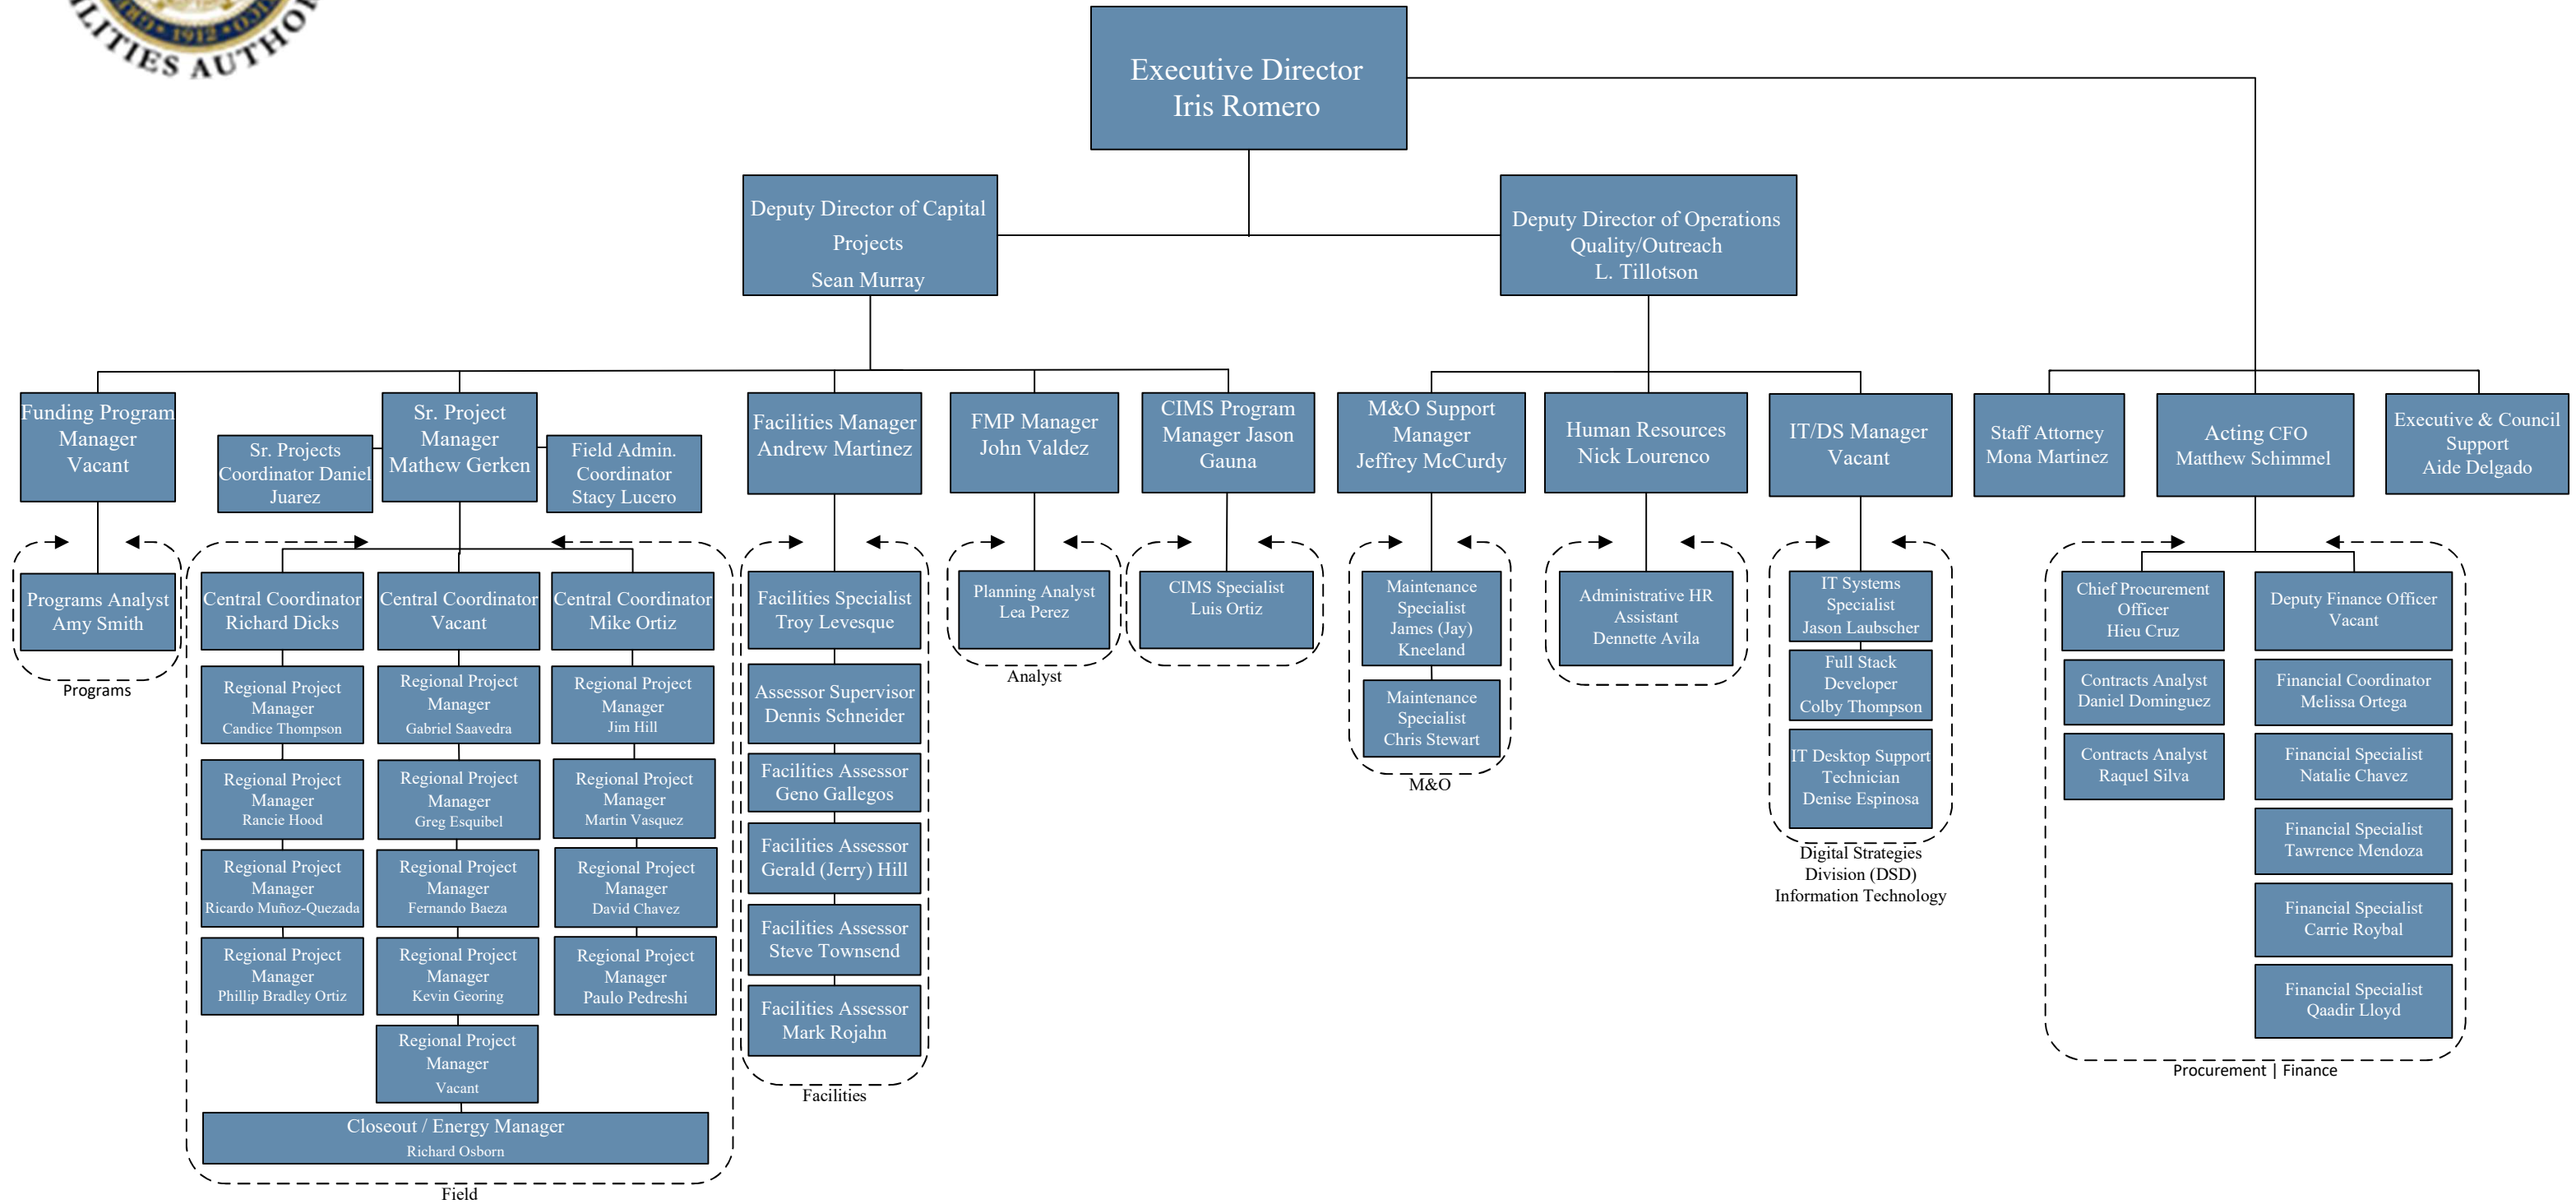 1912
LITIES AUTHOR
Executive Director
Iris Romero
Deputy Director of Capital
Projects
Sean Murray
Deputy Director of Operations
Quality/Outreach
L. Tillotson
Funding Program
Manager
Vacant
Sr. Projects
Coordinator Daniel
Juarez
Sr. Project
Manager
Mathew Gerken
Field Admin.
Coordinator
Stacy Lucero
Facilities Manager
Andrew Martinez
FMP Manager
John Valdez
CIMS Program
Manager Jason
Gauna
M&O Support
Manager
Jeffrey McCurdy
Human Resources
Nick Lourenco
IT/DS Manager
Vacant
Staff Attorney
Mona Martinez
Acting CFO
Matthew Schimmel
Executive & Council
Support
Aide Delgado
Programs Analyst
Amy Smith
Programs
Central Coordinator
Richard Dicks
Regional Project
Manager
Candice Thompson
Regional Project
Manager
Rancie Hood
Regional Project
Manager
Ricardo Muñoz-Quezada
Regional Project
Manager
Phillip Bradley Ortiz
Central Coordinator
Vacant
Regional Project
Manager
Gabriel Saavedra
Regional Project
Manager
Greg Esquibel
Regional Project
Manager
Fernando Baeza
Regional Project
Manager
Kevin Georing
Regional Project
Manager
Vacant
Central Coordinator
Mike Ortiz
Regional Project
Manager
Jim Hill
Regional Project
Manager
Martin Vasquez
Regional Project
Manager
David Chavez
Regional Project
Manager
Paulo Pedreshi
Closeout / Energy Manager
Richard Osborn
Field
Facilities Specialist
Troy Levesque
Assessor Supervisor
Dennis Schneider
Facilities Assessor
Geno Gallegos
Facilities Assessor
Gerald (Jerry) Hill
Facilities Assessor
Steve Townsend
Facilities Assessor
Mark Rojahn
Facilities
Planning Analyst
Lea Perez
Analyst
CIMS Specialist
Luis Ortiz
Maintenance
Specialist
James (Jay)
Kneeland
Maintenance
Specialist
Chris Stewart
M&O
Administrative HR
Assistant
Dennette Avila
IT Systems
Specialist
Jason Laubscher
Full Stack
Developer
Colby Thompson
IT Desktop Support
Technician
Denise Espinosa
Digital Strategies
Division (DSD)
Information Technology
Chief Procurement
Officer
Hieu Cruz
Contracts Analyst
Daniel Dominguez
Contracts Analyst
Raquel Silva
Deputy Finance Officer
Vacant
Financial Coordinator
Melissa Ortega
Financial Specialist
Natalie Chavez
Financial Specialist
Tawrence Mendoza
Financial Specialist
Carrie Roybal
Financial Specialist
Qaadir Lloyd
Procurement | Finance